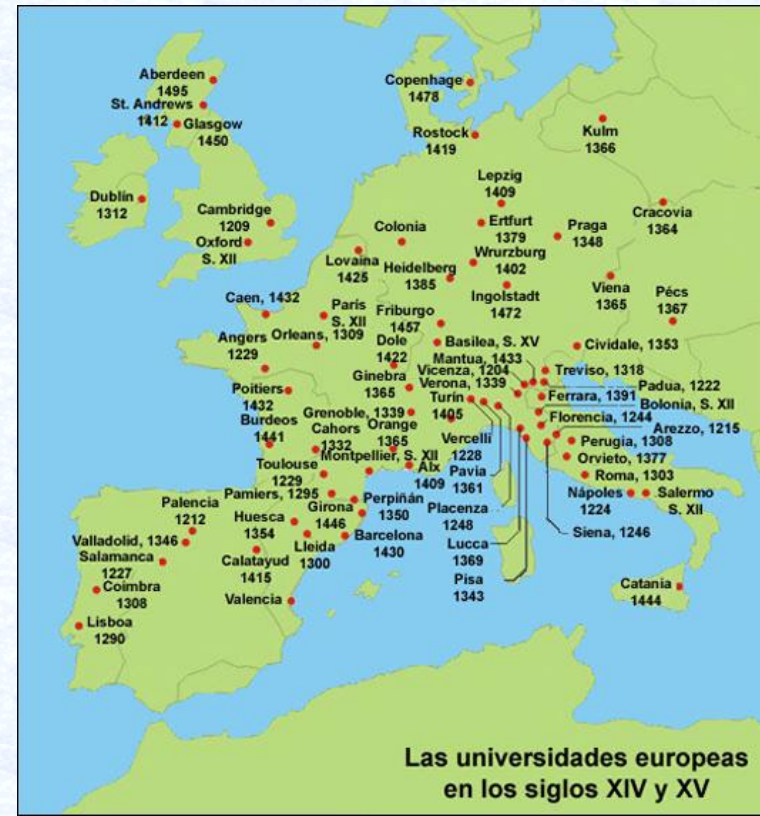 Aberdeen
1495
St. Andrews
1412
Glasgow
1450
Dublín
1312
Cambridge
1209
Oxford
S. XII
Copenhage
1478
Rostock
1419
Kulm
1366
Lepzig
1409
Ertfurt
1379
Cracovia
1364
Colonia
Praga
1348
Lovaina
1425
Wrurzburg
1402
Heidelberg
1385
Ingolstadt
1472
Viena
1365
Pécs
1367
Caen, 1432
París
S. XII
Friburgo
1457
Angers
1229
Orleans, 1309
Dole
1422
Basilea, S. XV
Cividale, 1353
Mantua, 1433
Vicenza, 1204
Verona, 1339
Treviso, 1318
Padua, 1222
Ginebra
1365
Poitiers
1432
Turín
1405
Ferrara, 1391
Bolonia, S. XII
Grenoble, 1339
Florencia, 1244
Arezzo, 1215
Burdeos
1441
Cahors
1332
Orange
1365
Vercelli
1228
Perugia, 1308
Montpellier, S. XII
Aix
1409
Orvieto, 1377
Toulouse
1229
Pavia
1361
Roma, 1303
Pamiers, 1295
Perpiñán
1350
Nápoles
1224
Salermo
S. XII
Palencia
1212
Girona
1446
Placenza
1248
Huesca
1354
Siena, 1246
Valladolid, 1346
Lleida
1300
Barcelona
1430
Lucca
1369
Salamanca
1227
Calatayud
1415
Pisa
1343
Coimbra
1308
Valencia
Catania
1444
Lisboa
1290
Las universidades europeas
en los siglos XIV y XV